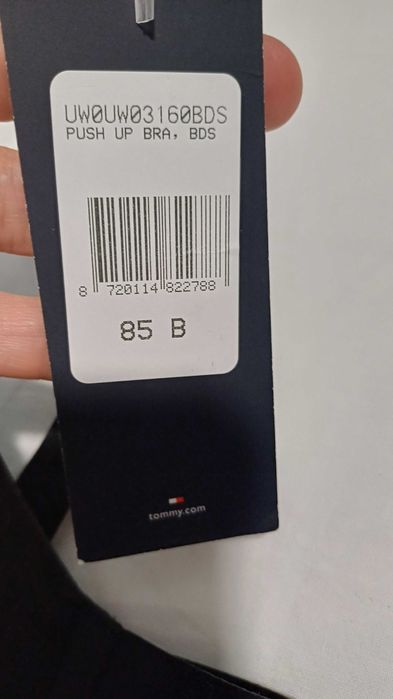 UW0UW03160BDS
PUSH UP BRA, BDS
8 720114 822788
85 B
tommy.com